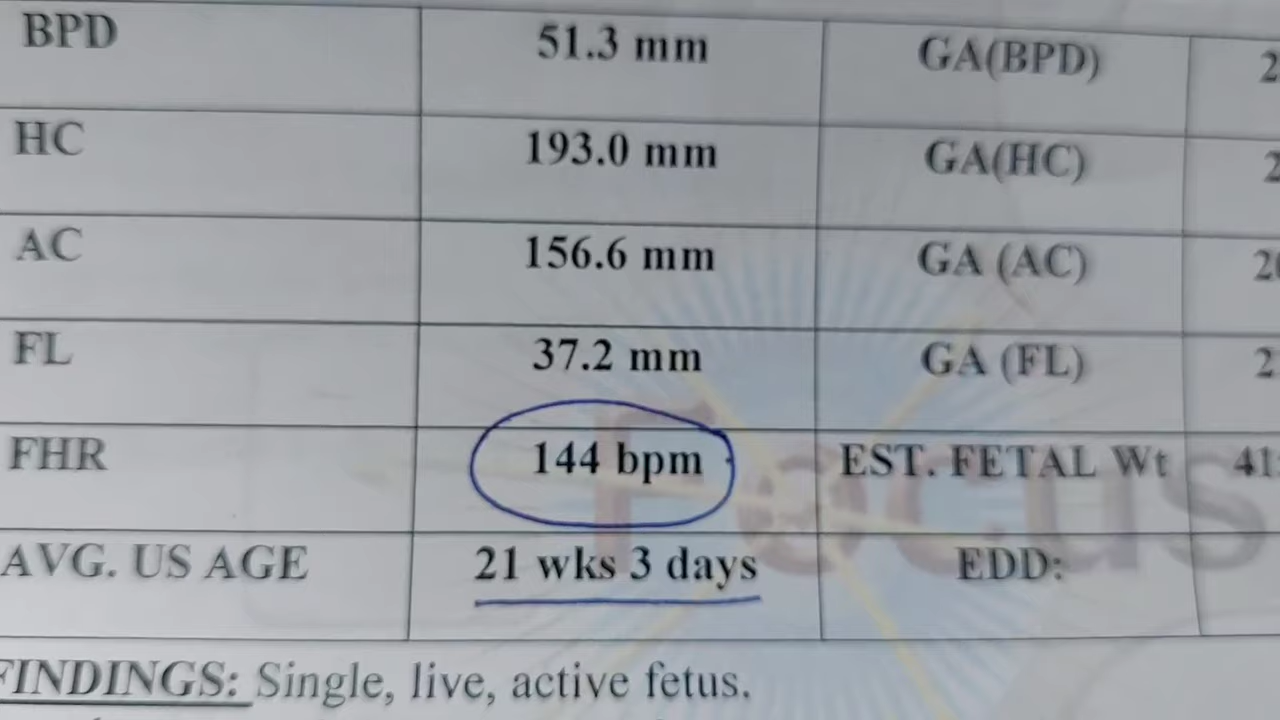 BPD 51.3 mm GA(BPD)
HC 193.0 mm GA(HC)
AC 156.6 mm GA (AC)
FL 37.2 mm GA (FL)
FHR 144 bpm EST. FETAL Wt
AVG. US AGE 21 wks 3 days EDD:
FINDINGS: Single, live, active fetus.
Focus